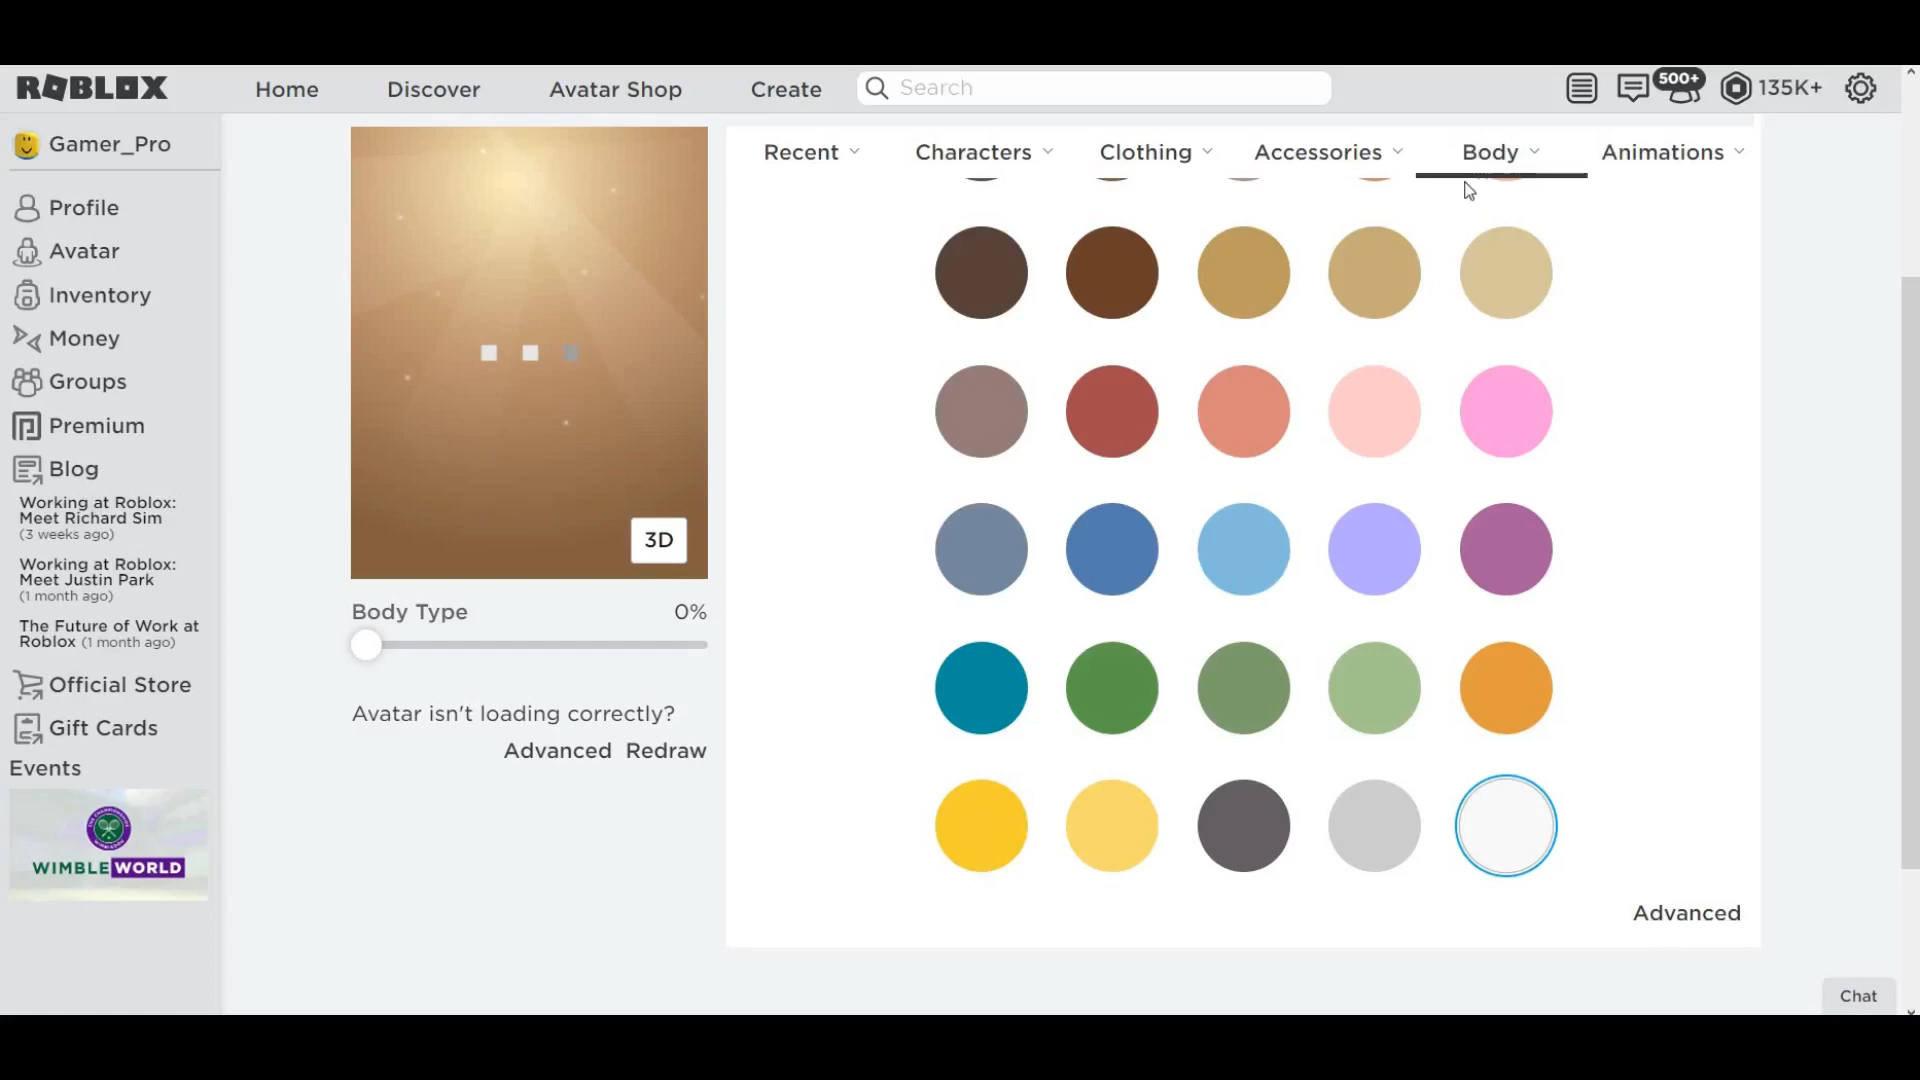 ROBLOX
Home
Discover
Avatar Shop
Create
Search
500+
135K+
Gamer_Pro
Profile
Avatar
Inventory
Money
Groups
Premium
Blog
Working at Roblox:
Meet Richard Sim
(3 weeks ago)
Working at Roblox:
Meet Justin Park
(1 month ago)
The Future of Work at
Roblox (1 month ago)
Official Store
Gift Cards
Events
WIMBLEWORLD
3D
Body Type 0%
Avatar isn't loading correctly?
Advanced Redraw
Recent
Characters
Clothing
Accessories
Body
Animations
Advanced
Chat